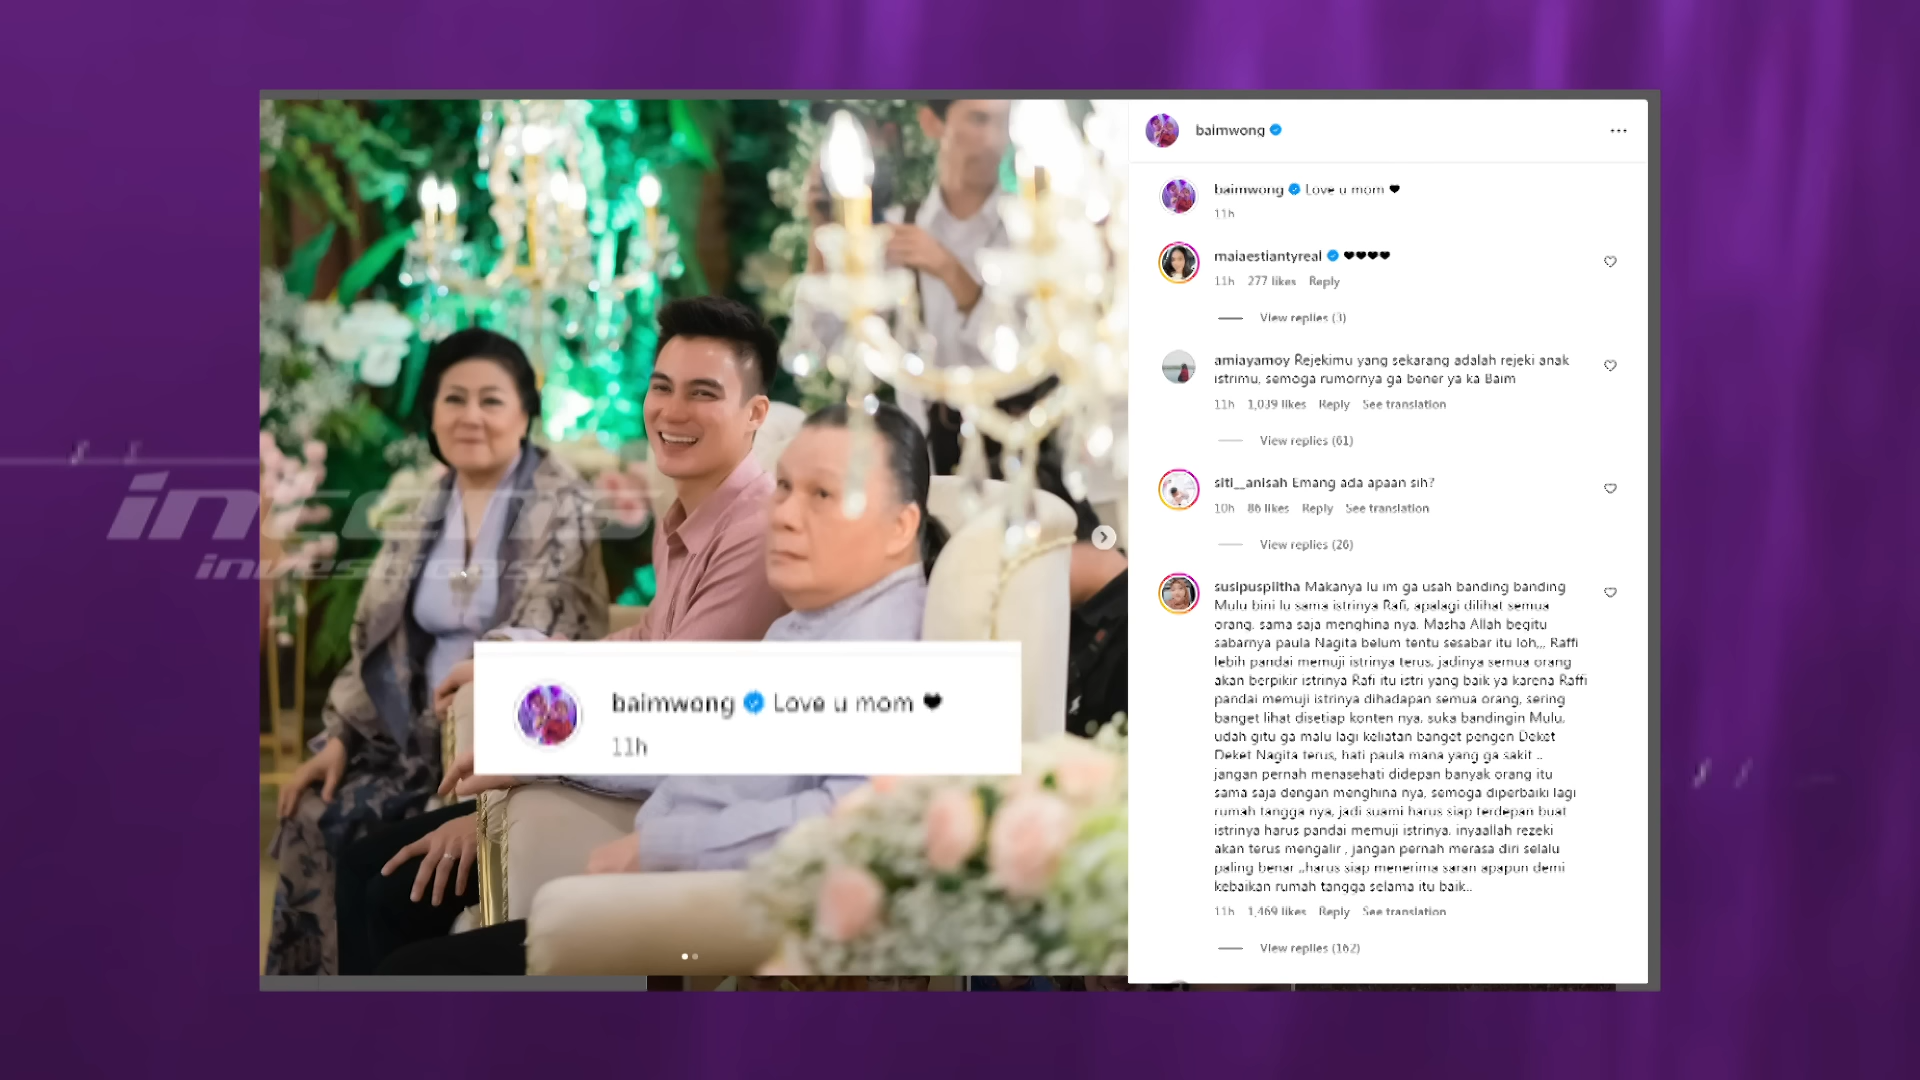 baimwong
baimwong Love u mom ♥
11h
maiaestiantyreal ♥♥♥♥
11h 277 likes Reply
View replies (3)
amiayamoy Rejekimu yang sekarang adalah rejeki anak
istrimu, semoga rumornya ga bener ya ka Baim
11h 1,039 likes Reply See translation
View replies (61)
siti__anisah Emang ada apaan sih?
10h 86 likes Reply See translation
View replies (26)
susipuspiitha Makanya lu im ga usah banding banding
Mulu bini lu sama istrinya Rafi, apalagi dilihat semua
orang. sama saja menghina nya. Masha Allah begitu
sabarnya paula Nagita belum tentu sesabar itu loh,,, Raffi
lebih pandai memuji istrinya terus, jadinya semua orang
akan berpikir istrinya Rafi itu istri yang baik ya karena Raffi
pandai memuji istrinya dihadapan semua orang, sering
banget lihat disetiap konten nya. suka bandingin Mulu,
udah gitu ga malu lagi keliatan banget pengen Deket
Deket Nagita terus, hati paula mana yang ga sakit ..
jangan pernah menasehati didepan banyak orang itu
sama saja dengan menghina nya, semoga diperbaiki lagi
rumah tangga nya, jadi suami harus siap terdepan buat
istrinya harus pandai memuji istrinya. inyaallah rezeki
akan terus mengalir , jangan pernah merasa diri selalu
paling benar ..harus siap menerima saran apapun demi
kebaikan rumah tangga selama itu baik..
11h 1,469 likes Reply See translation
View replies (162)
intens
investigasi
baimwong Love u mom ♥
11h